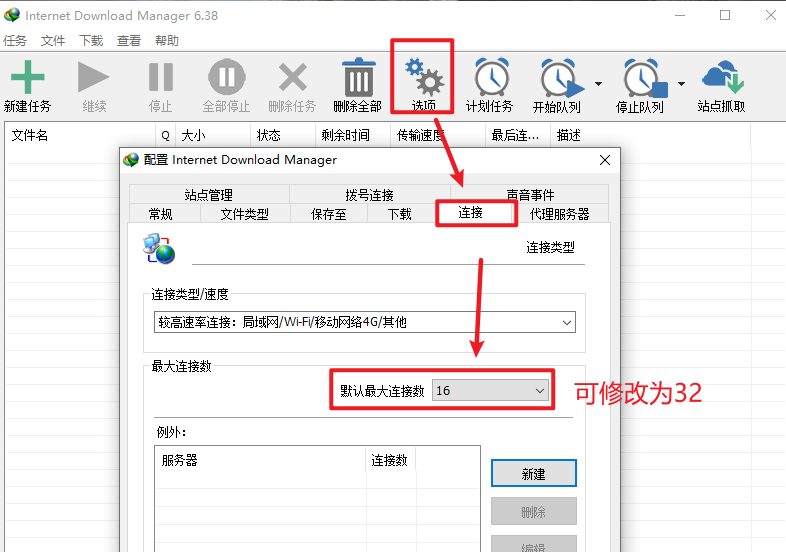 Internet Download Manager 6.38
任务 文件 下载 查看 帮助
新建任务 继续 停止 全部停止 删除任务 删除全部 选项 计划任务 开始队列 停止队列 站点抓取
文件名 Q 大小 状态 剩余时间 传输速度 最后连... 描述
配置 Internet Download Manager
站点管理 拨号连接 声音事件
常规 文件类型 保存至 下载 连接 代理服务器
连接类型
连接类型/速度
较高速率连接：局域网/Wi-Fi/移动网络4G/其他
最大连接数
默认最大连接数 16 可修改为32
例外：
服务器 连接数
新建
删除
编辑